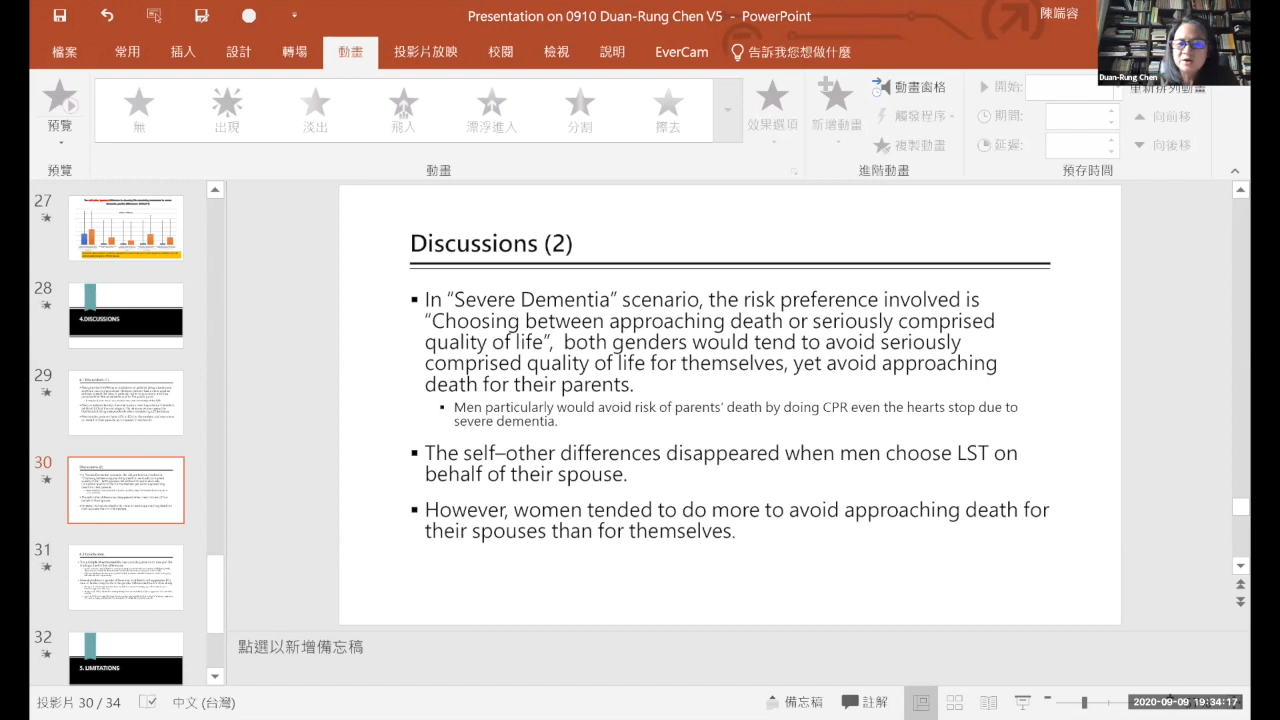 Presentation on 0910 Duan-Rung Chen V5 - PowerPoint
陳端容
Duan-Rung Chen
檔案 常用 插入 設計 轉場 動畫 投影片放映 校閱 檢視 說明 EverCam 告訴我您想做什麼
預覽
無 出現 淡出 飛入 漂浮進入 分割 擦去
效果選項
新增動畫
動畫窗格
觸發程序
複製動畫
開始:
期間:
延遲:
重新排列動畫
向前移
向後移
預覽 動畫 進階動畫 預存時間
27
28
4.DISCUSSIONS
29
30
31
32
5. LIMITATIONS
Discussions (2)
▪ In “Severe Dementia” scenario, the risk preference involved is
“Choosing between approaching death or seriously comprised
quality of life”, both genders would tend to avoid seriously
comprised quality of life for themselves, yet avoid approaching
death for their parents.
▪ Men particularly would avoid risk of parents’ death by doing CPR even the hearts stop due to
severe dementia.
▪ The self–other differences disappeared when men choose LST on
behalf of their spouse.
▪ However, women tended to do more to avoid approaching death for
their spouses than for themselves.
點選以新增備忘稿
投影片 30 / 34 中文 (台灣) 備忘稿 註解
2020-09-09 19:34:17